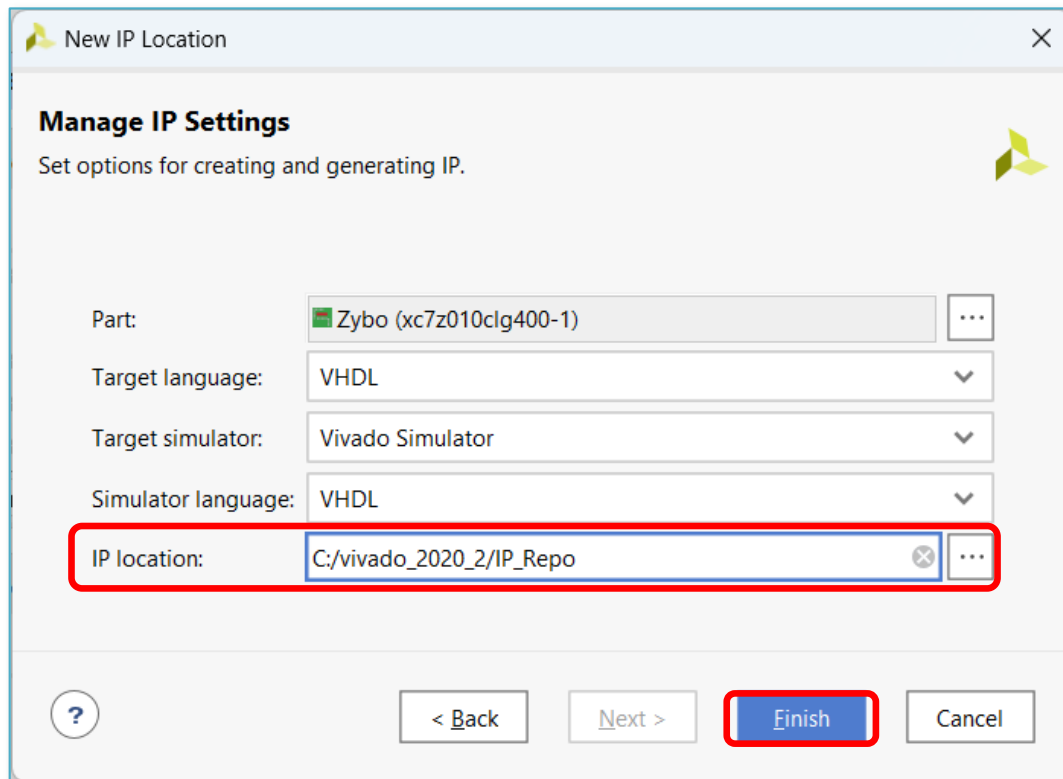 New IP Location
Manage IP Settings
Set options for creating and generating IP.
Part: Zybo (xc7z010clg400-1) ...
Target language: VHDL
Target simulator: Vivado Simulator
Simulator language: VHDL
IP location: C:/vivado_2020_2/IP_Repo ...
? < Back Next > Finish Cancel